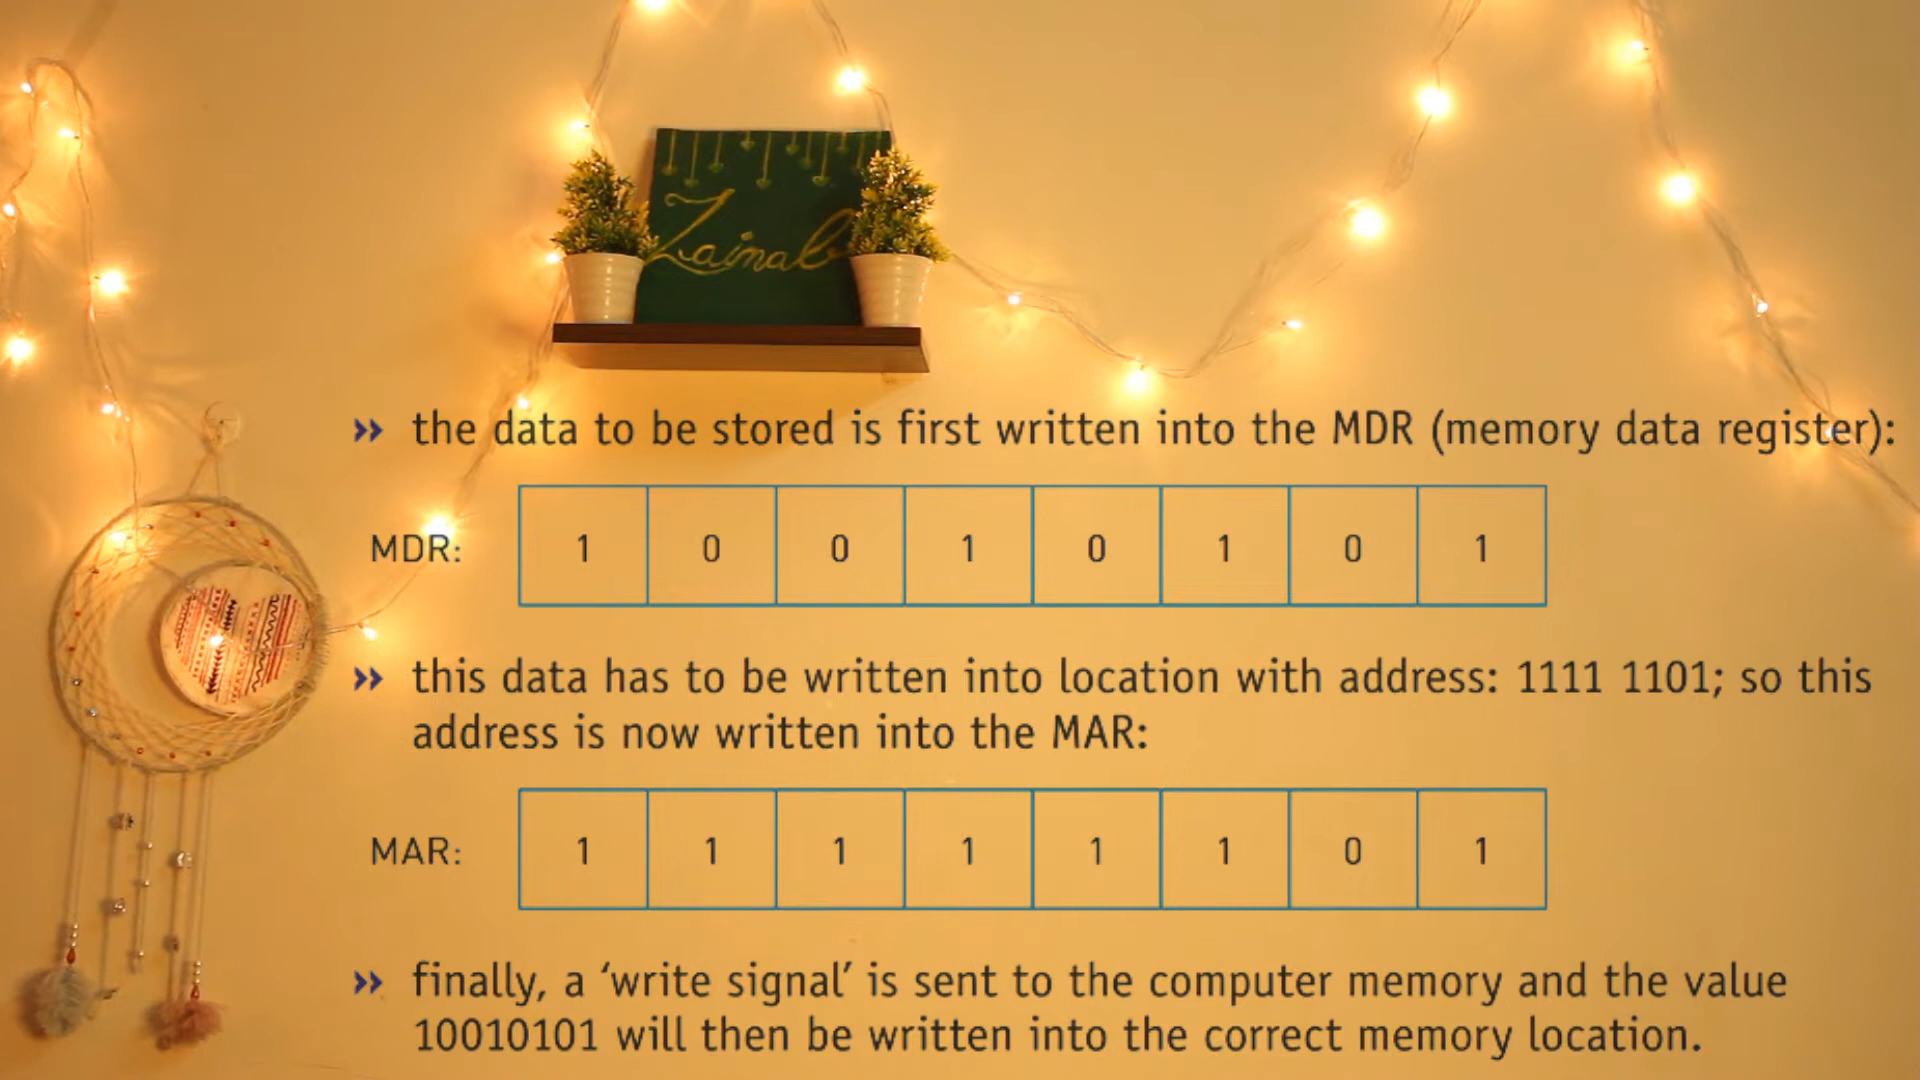 Zainab
» the data to be stored is first written into the MDR (memory data register):
MDR: 1 0 0 1 0 1 0 1
» this data has to be written into location with address: 1111 1101; so this
address is now written into the MAR:
MAR: 1 1 1 1 1 1 0 1
» finally, a ‘write signal’ is sent to the computer memory and the value
10010101 will then be written into the correct memory location.